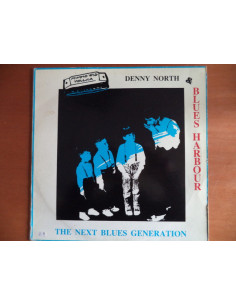 DENNY NORTH &
BLUES HARBOUR
THE NEXT BLUES GENERATION